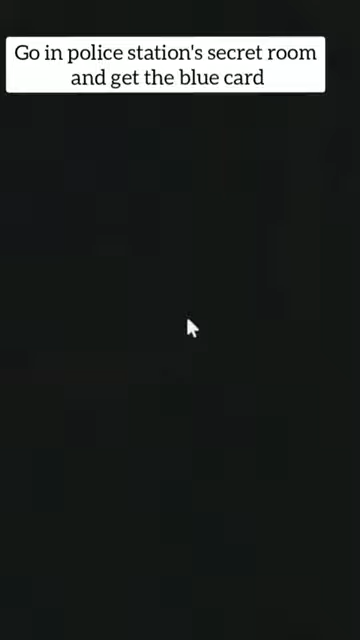 Go in police station's secret room
and get the blue card